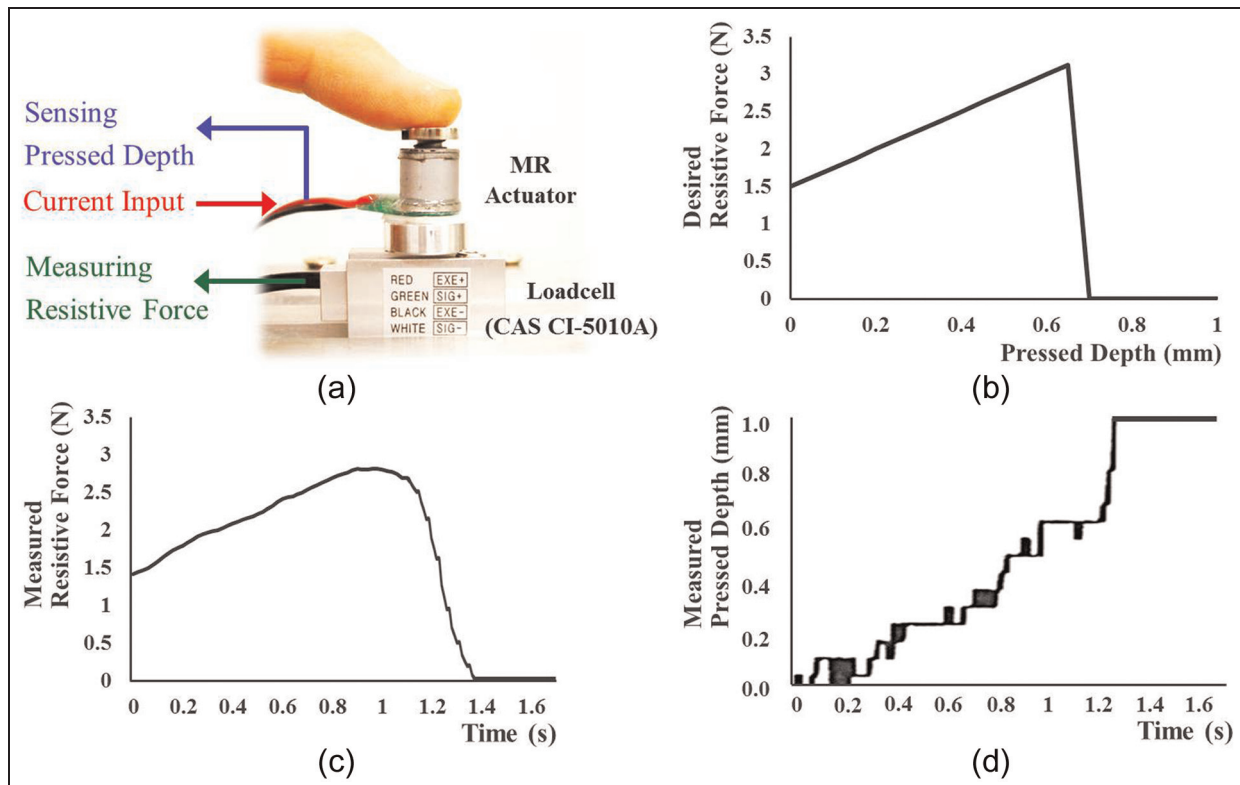 Sensing
Pressed Depth
Current Input
Measuring
Resistive Force
MR
Actuator
Loadcell
(CAS CI-5010A)
RED EXE+
GREEN SIG+
BLACK EXE-
WHITE SIG-
(a)
Desired
Resistive Force (N)
3.5
3
2.5
2
1.5
1
0.5
0
0 0.2 0.4 0.6 0.8 1
Pressed Depth (mm)
(b)
Measured
Resistive Force (N)
3.5
3
2.5
2
1.5
1
0.5
0
0 0.2 0.4 0.6 0.8 1 1.2 1.4 1.6
Time (s)
(c)
Measured
Pressed Depth (mm)
1.0
0.8
0.6
0.4
0.2
0.0
0 0.2 0.4 0.6 0.8 1 1.2 1.4 1.6
Time (s)
(d)